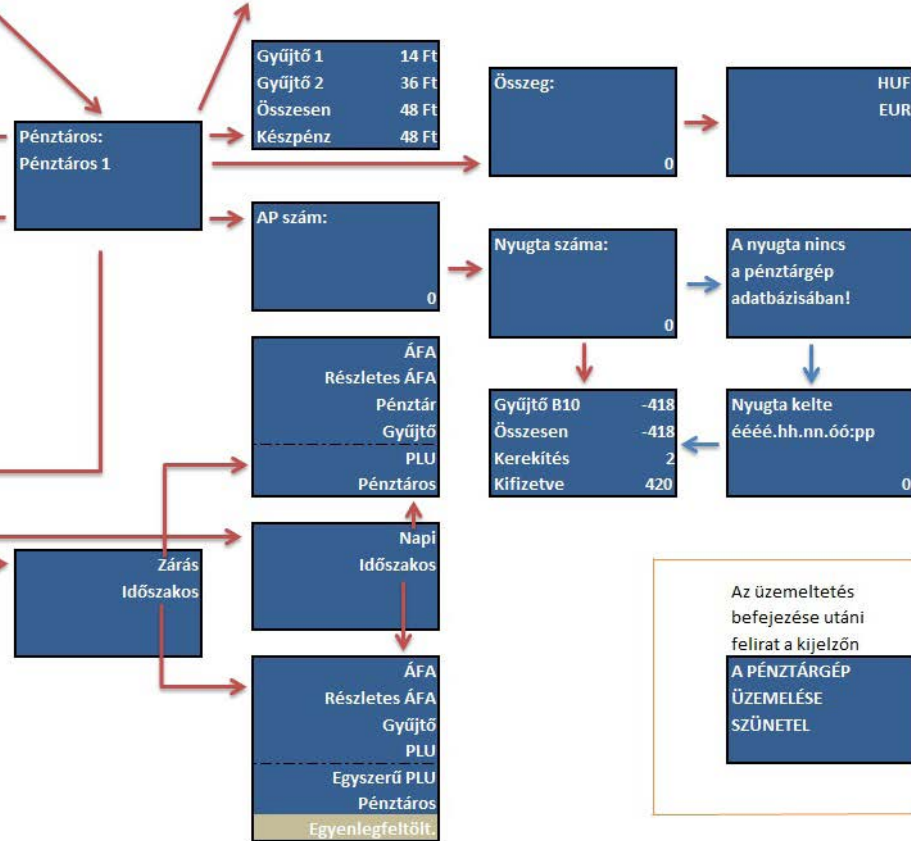 Gyűjtő 1 14 Ft
Gyűjtő 2 36 Ft
Összesen 48 Ft
Készpénz 48 Ft
Összeg:
0
HUF
EUR
Pénztáros:
Pénztáros 1
AP szám:
0
Nyugta száma:
0
A nyugta nincs
a pénztárgép
adatbázisában!
ÁFA
Részletes ÁFA
Pénztár
Gyűjtő
PLU
Pénztáros
Gyűjtő B10 -418
Összesen -418
Kerekítés 2
Kifizetve 420
Nyugta kelte
éééé.hh.nn.óó:pp
0
Zárás
Időszakos
Napi
Időszakos
ÁFA
Részletes ÁFA
Gyűjtő
PLU
Egyszerű PLU
Pénztáros
Egyenlegfeltölt.
Az üzemeltetés
befejezése utáni
felirat a kijelzőn
A PÉNZTÁRGÉP
ÜZEMELÉSE
SZÜNETEL